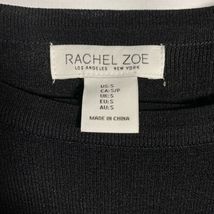 RACHEL ZOE
LOS ANGELES NEW YORK
US:S
CA:S/P
UK:S
EU:S
AU:S
MADE IN CHINA